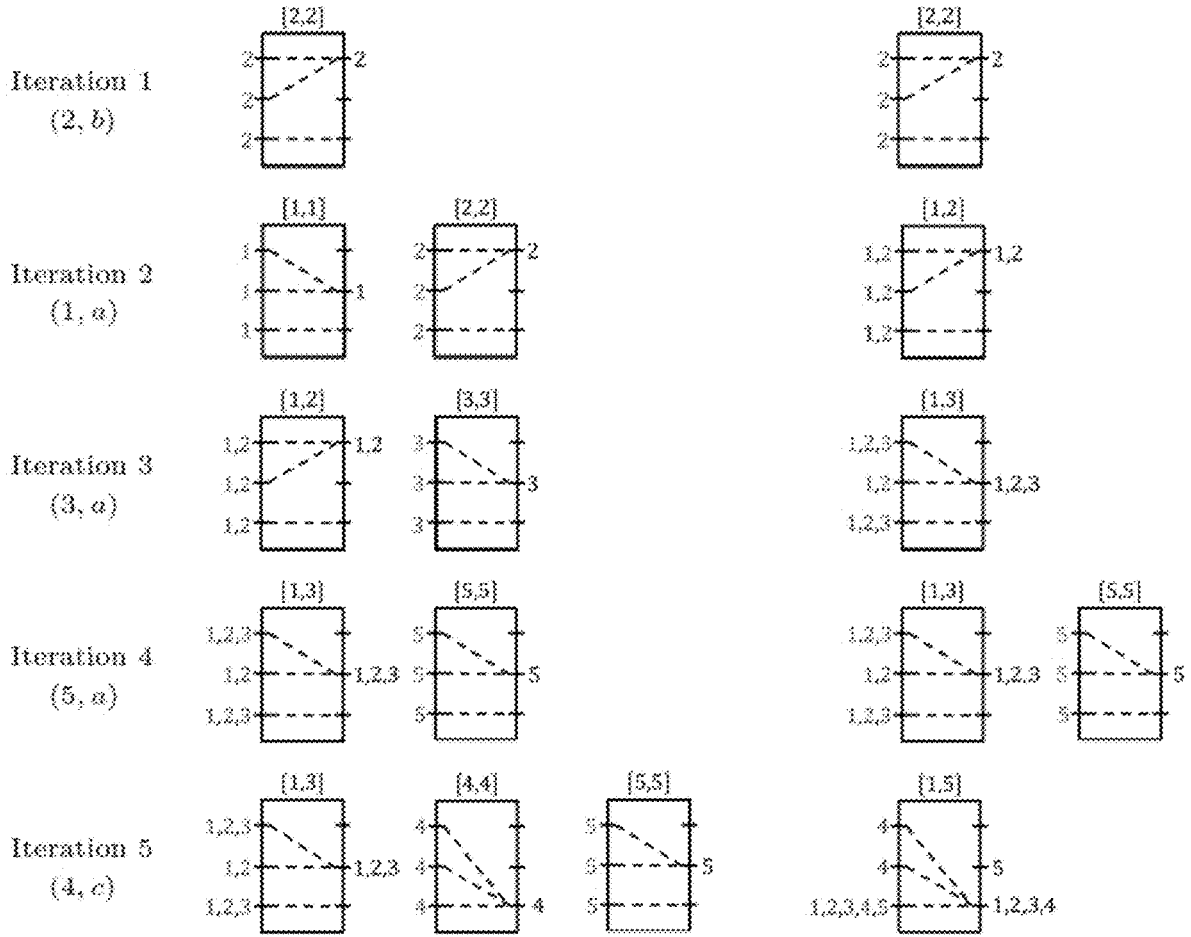 [2,2] [2,2]
Iteration 1
(2, b)
2 2 2 2
2 2
2 2
[1,1] [2,2] [1,2]
Iteration 2
(1, a)
1 2 2 1,2 1,2
1 1 2 1,2
1 2 1,2
[1,2] [3,3] [1,3]
Iteration 3
(3, a)
1,2 1,2 3 1,2,3
1,2 3 3 1,2 1,2,3
1,2 3 1,2,3
[1,3] [5,5] [1,3] [5,5]
Iteration 4
(5, a)
1,2,3 5 1,2,3 5
1,2 1,2,3 5 5 1,2 1,2,3 5 5
1,2,3 5 1,2,3 5
[1,3] [4,4] [5,5] [1,5]
Iteration 5
(4, c)
1,2,3 4 5 4
1,2 1,2,3 4 5 5 4 5
1,2,3 4 4 5 1,2,3,4,5 1,2,3,4